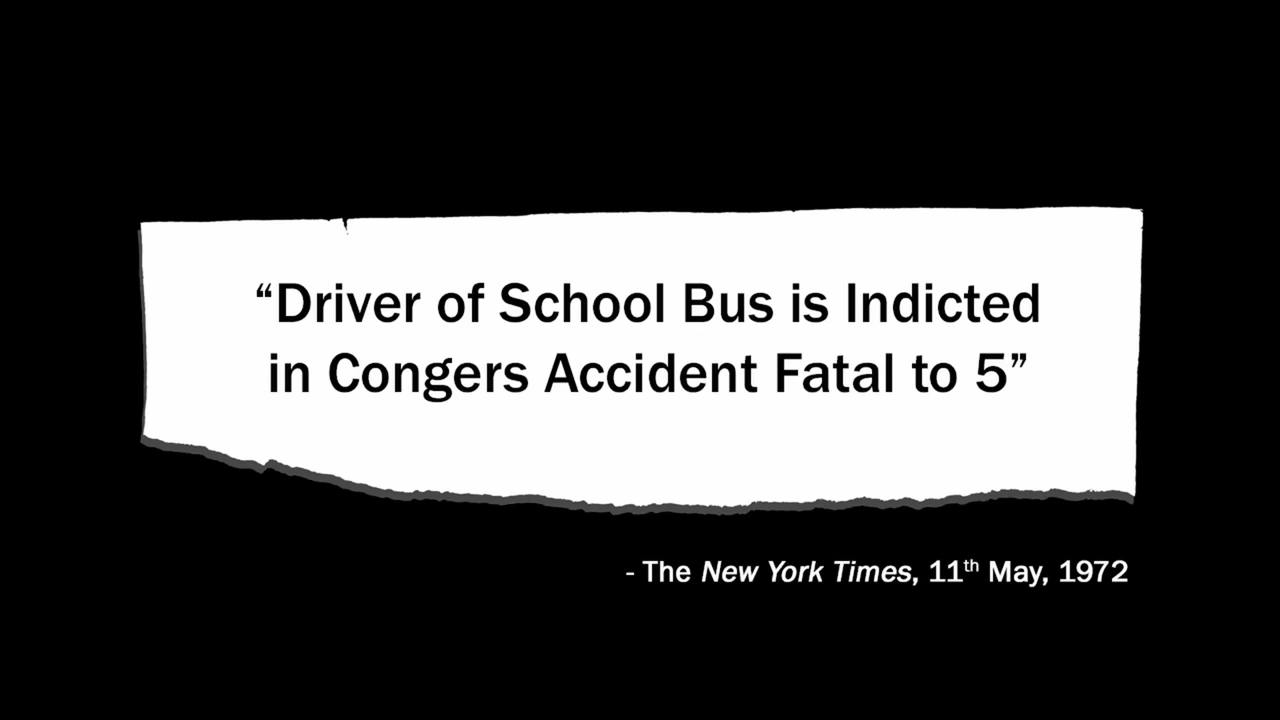 “Driver of School Bus is Indicted
in Congers Accident Fatal to 5”
- The New York Times, 11th May, 1972